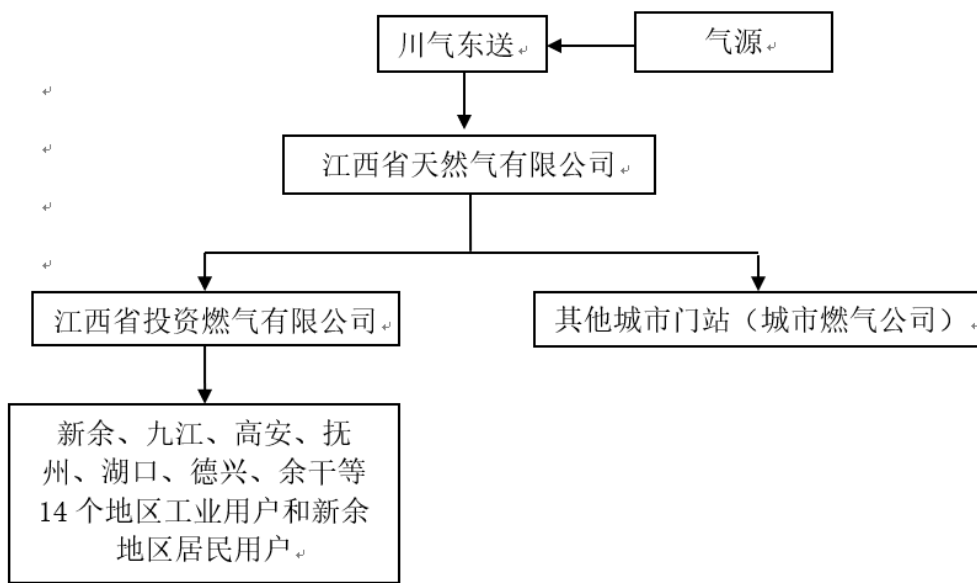 川气东送
气源
江西省天然气有限公司
江西省投资燃气有限公司
其他城市门站（城市燃气公司）
新余、九江、高安、抚
州、湖口、德兴、余干等
14 个地区工业用户和新余
地区居民用户